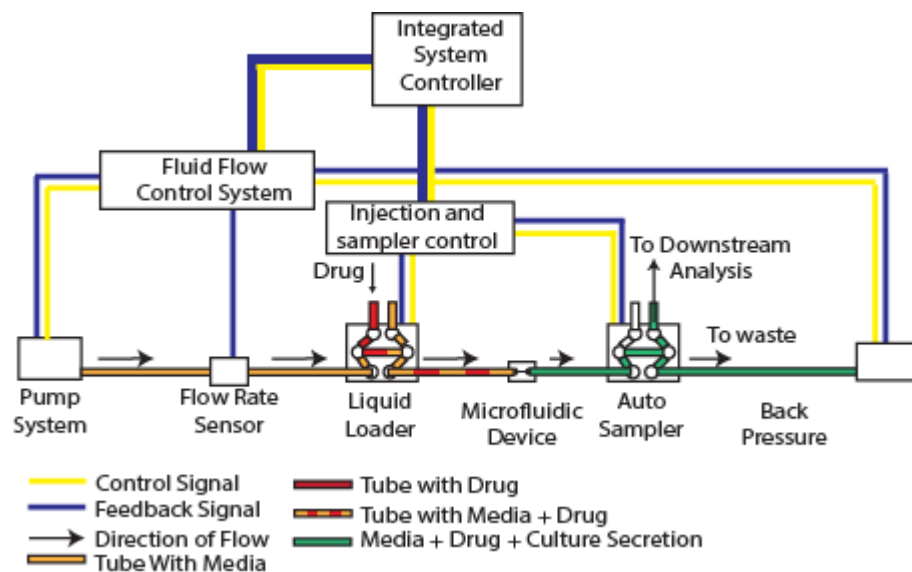 Integrated
System
Controller
Fluid Flow
Control System
Injection and
sampler control
Drug
To Downstream
Analysis
To waste
Pump
System
Flow Rate
Sensor
Liquid
Loader
Microfluidic
Device
Auto
Sampler
Back
Pressure
Control Signal
Feedback Signal
Direction of Flow
Tube With Media
Tube with Drug
Tube with Media + Drug
Media + Drug + Culture Secretion